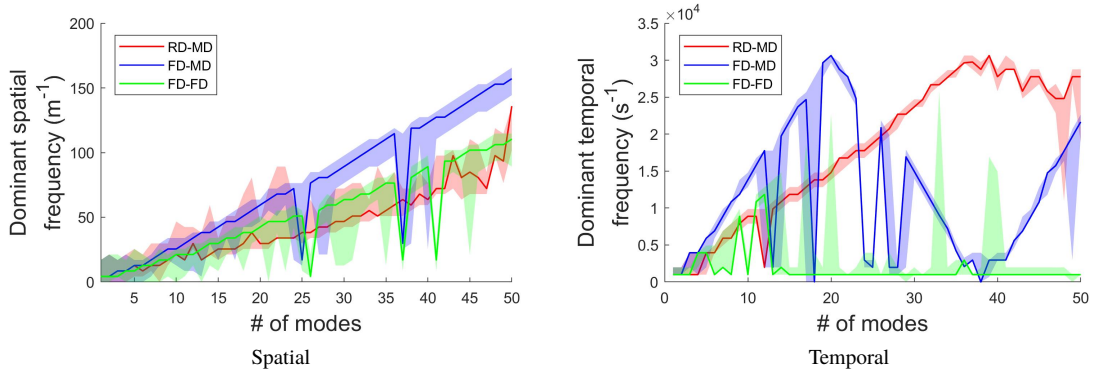 200
150
100
50
0
5 10 15 20 25 30 35 40 45 50
Dominant spatial
frequency (m⁻¹)
# of modes
RD-MD
FD-MD
FD-FD
Spatial
×10⁴
3.5
3
2.5
2
1.5
1
0.5
0
0 10 20 30 40 50
Dominant temporal
frequency (s⁻¹)
# of modes
RD-MD
FD-MD
FD-FD
Temporal